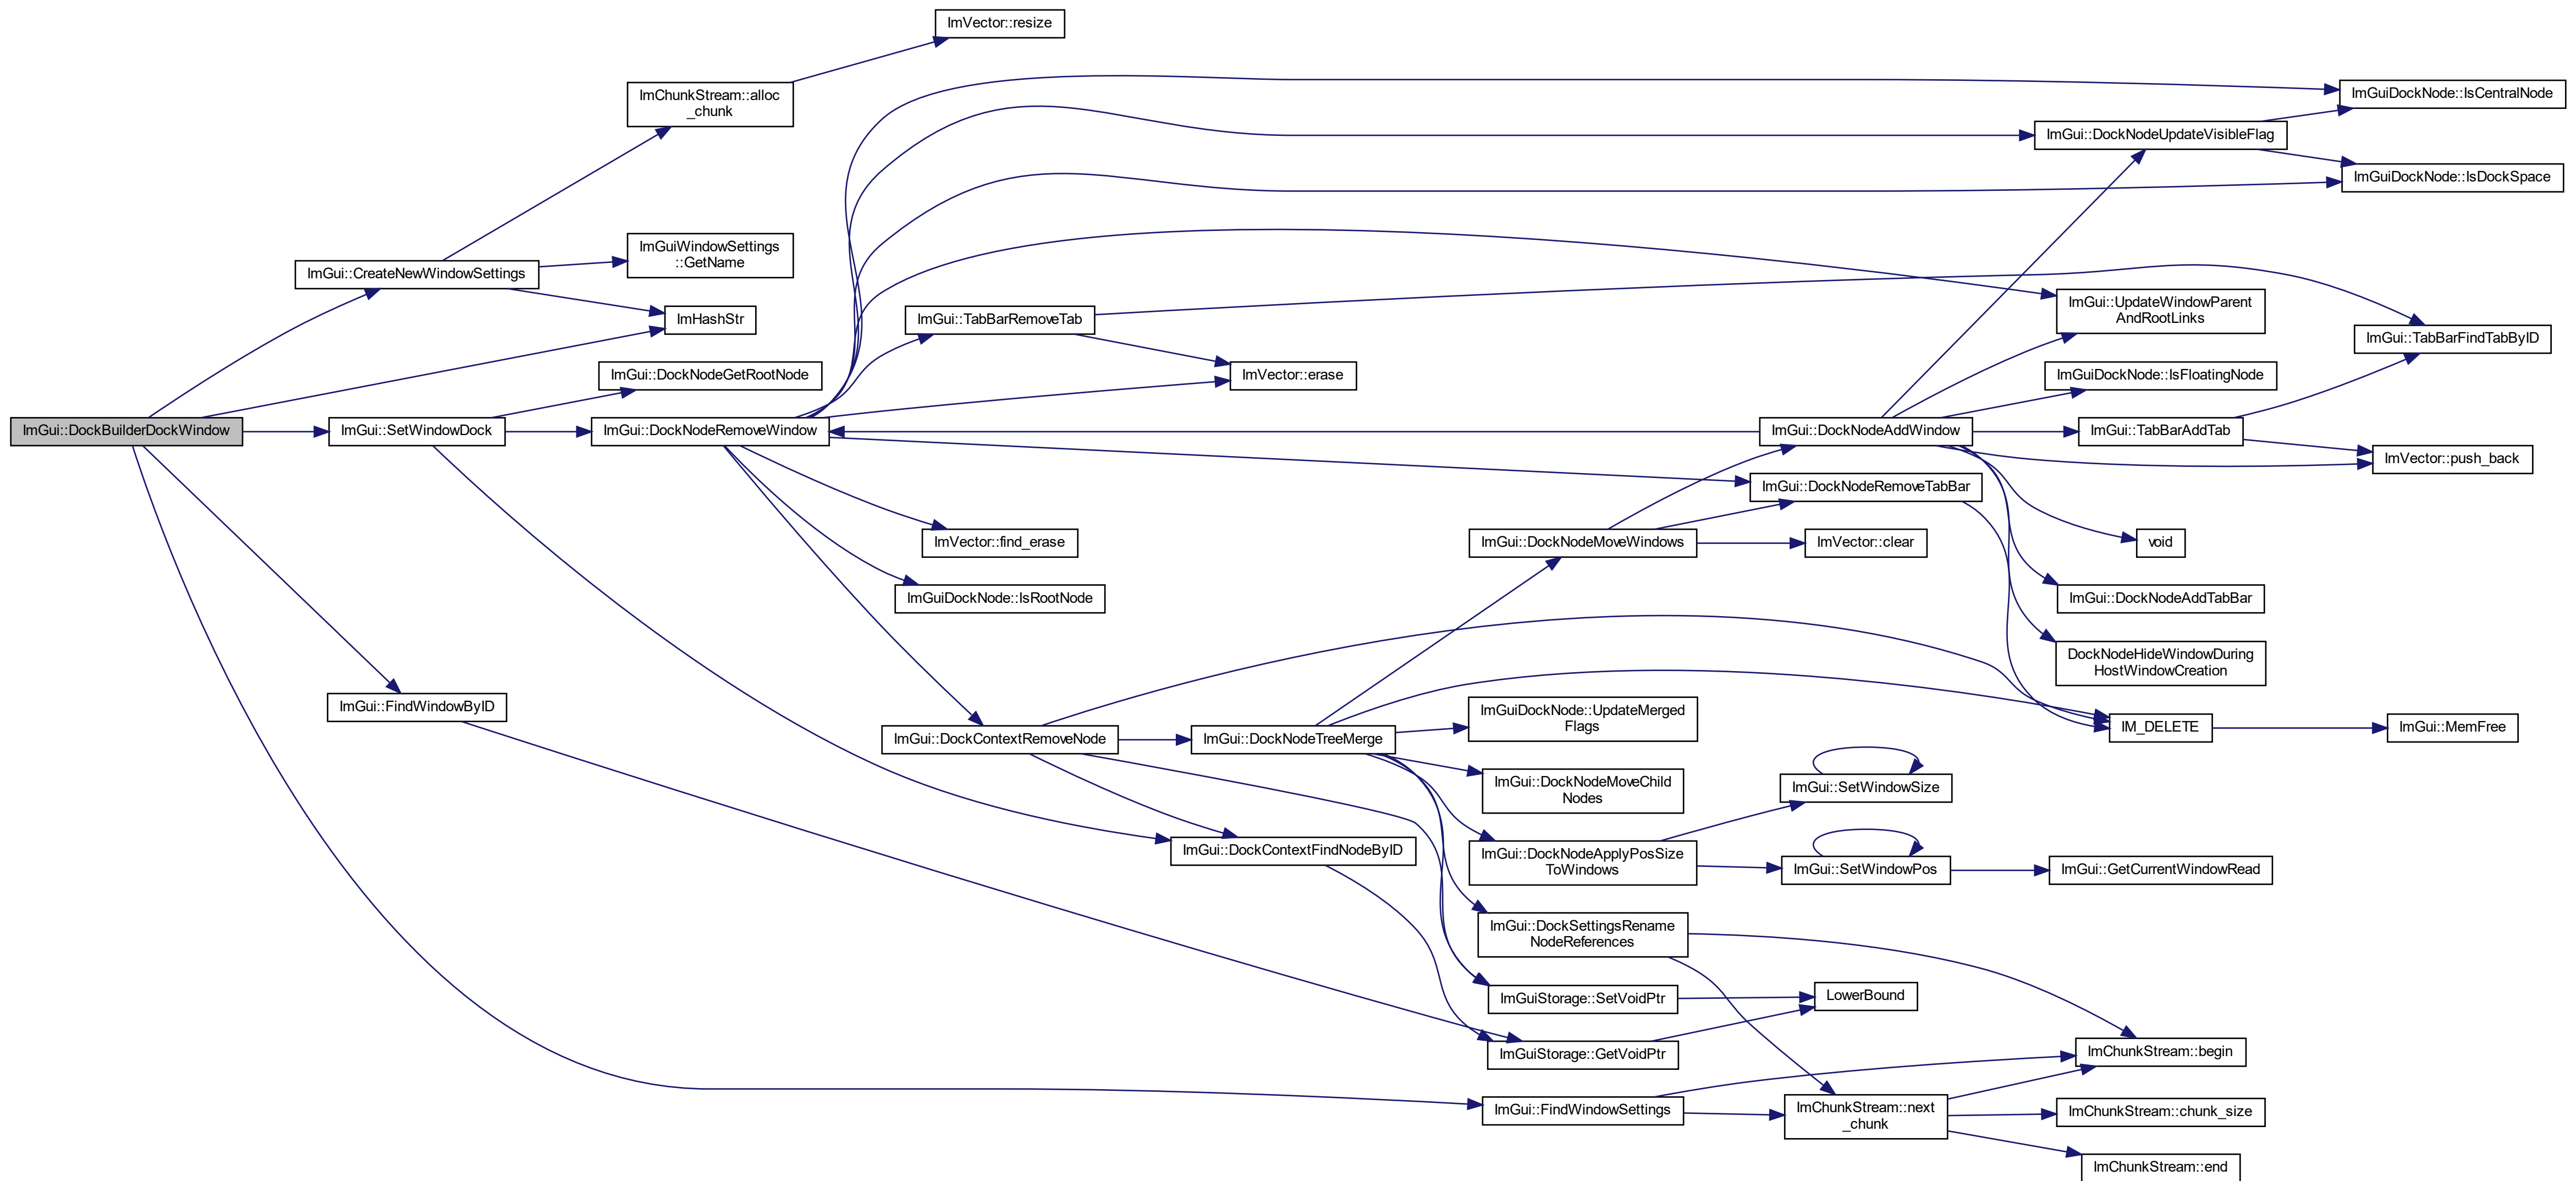 ImVector::resize
ImChunkStream::alloc
_chunk
ImGuiDockNode::IsCentralNode
ImGui::DockNodeUpdateVisibleFlag
ImGuiDockNode::IsDockSpace
ImGuiWindowSettings
::GetName
ImGui::CreateNewWindowSettings
ImHashStr
ImGui::TabBarRemoveTab
ImGui::UpdateWindowParent
AndRootLinks
ImGui::TabBarFindTabByID
ImGui::DockNodeGetRootNode
ImVector::erase
ImGuiDockNode::IsFloatingNode
ImGui::DockBuilderDockWindow
ImGui::SetWindowDock
ImGui::DockNodeRemoveWindow
ImGui::DockNodeAddWindow
ImGui::TabBarAddTab
ImVector::push_back
ImGui::DockNodeRemoveTabBar
ImVector::find_erase
ImGui::DockNodeMoveWindows
ImVector::clear
void
ImGuiDockNode::IsRootNode
ImGui::DockNodeAddTabBar
DockNodeHideWindowDuring
HostWindowCreation
ImGui::FindWindowByID
ImGui::DockContextRemoveNode
ImGui::DockNodeTreeMerge
ImGuiDockNode::UpdateMerged
Flags
IM_DELETE
ImGui::MemFree
ImGui::DockNodeMoveChild
Nodes
ImGui::SetWindowSize
ImGui::DockContextFindNodeByID
ImGui::DockNodeApplyPosSize
ToWindows
ImGui::SetWindowPos
ImGui::GetCurrentWindowRead
ImGui::DockSettingsRename
NodeReferences
ImGuiStorage::SetVoidPtr
LowerBound
ImGuiStorage::GetVoidPtr
ImChunkStream::begin
ImGui::FindWindowSettings
ImChunkStream::next
_chunk
ImChunkStream::chunk_size
ImChunkStream::end